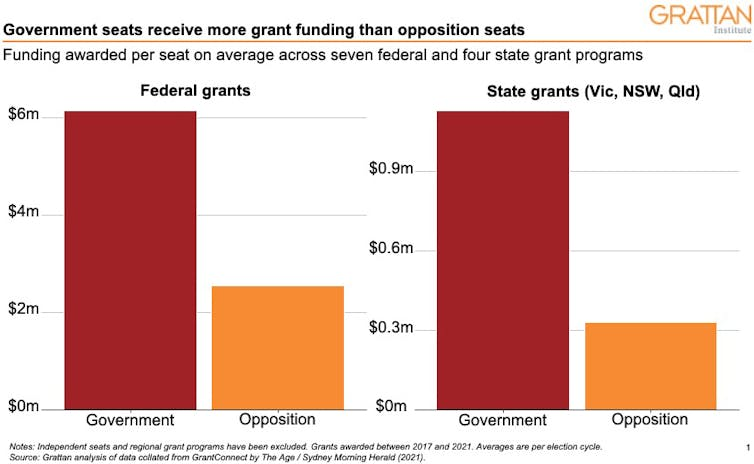 GRATTAN
Institute
Government seats receive more grant funding than opposition seats
Funding awarded per seat on average across seven federal and four state grant programs
Federal grants
$6m
$4m
$2m
$0m
Government
Opposition
State grants (Vic, NSW, Qld)
$0.9m
$0.6m
$0.3m
$0m
Government
Opposition
Notes: Independent seats and regional grant programs have been excluded. Grants awarded between 2017 and 2021. Averages are per election cycle.
Source: Grattan analysis of data collated from GrantConnect by The Age / Sydney Morning Herald (2021).
1